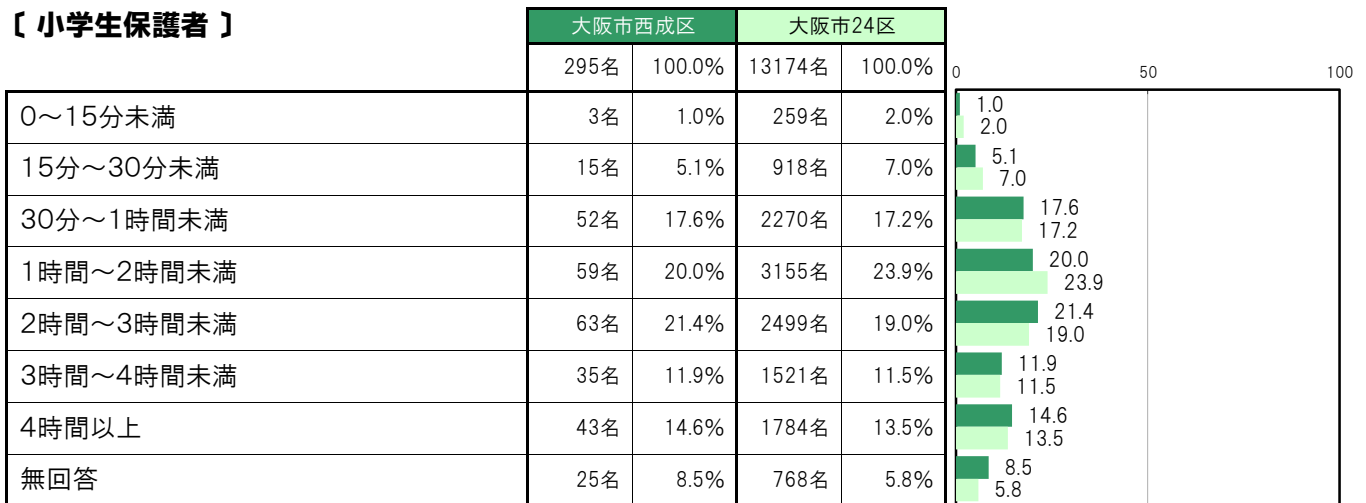 〔 小学生保護者 〕
大阪市西成区 大阪市24区
295名 100.0% 13174名 100.0% 0 50 100
0～15分未満 3名 1.0% 259名 2.0% 1.0
2.0
15分～30分未満 15名 5.1% 918名 7.0% 5.1
7.0
30分～1時間未満 52名 17.6% 2270名 17.2% 17.6
17.2
1時間～2時間未満 59名 20.0% 3155名 23.9% 20.0
23.9
2時間～3時間未満 63名 21.4% 2499名 19.0% 21.4
19.0
3時間～4時間未満 35名 11.9% 1521名 11.5% 11.9
11.5
4時間以上 43名 14.6% 1784名 13.5% 14.6
13.5
無回答 25名 8.5% 768名 5.8% 8.5
5.8